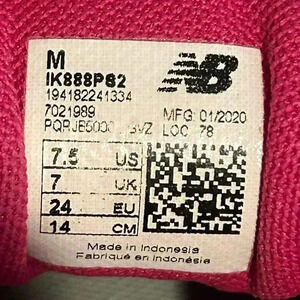 M
IK888PS2
194182241334
7021989 MFG: 01/2020
LOC: 78
7.5 US
7 UK
24 EU
14 CM
Made in Indonesia
Fabriqué en Indonésie